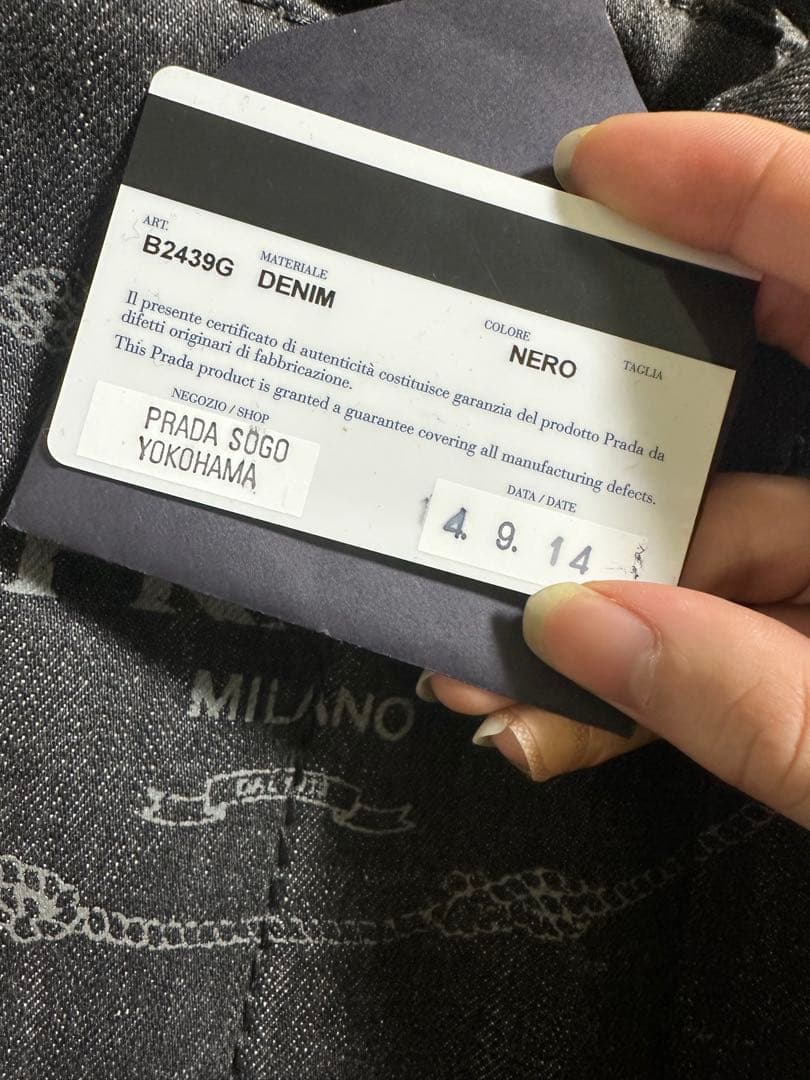 ART.
B2439G
MATERIALE
DENIM
COLORE
NERO
TAGLIA
Il presente certificato di autenticità costituisce garanzia del prodotto Prada da
difetti originari di fabbricazione.
This Prada product is granted a guarantee covering all manufacturing defects.
NEGOZIO / SHOP
PRADA SOGO
YOKOHAMA
DATA / DATE
4. 9. 14
MILANO